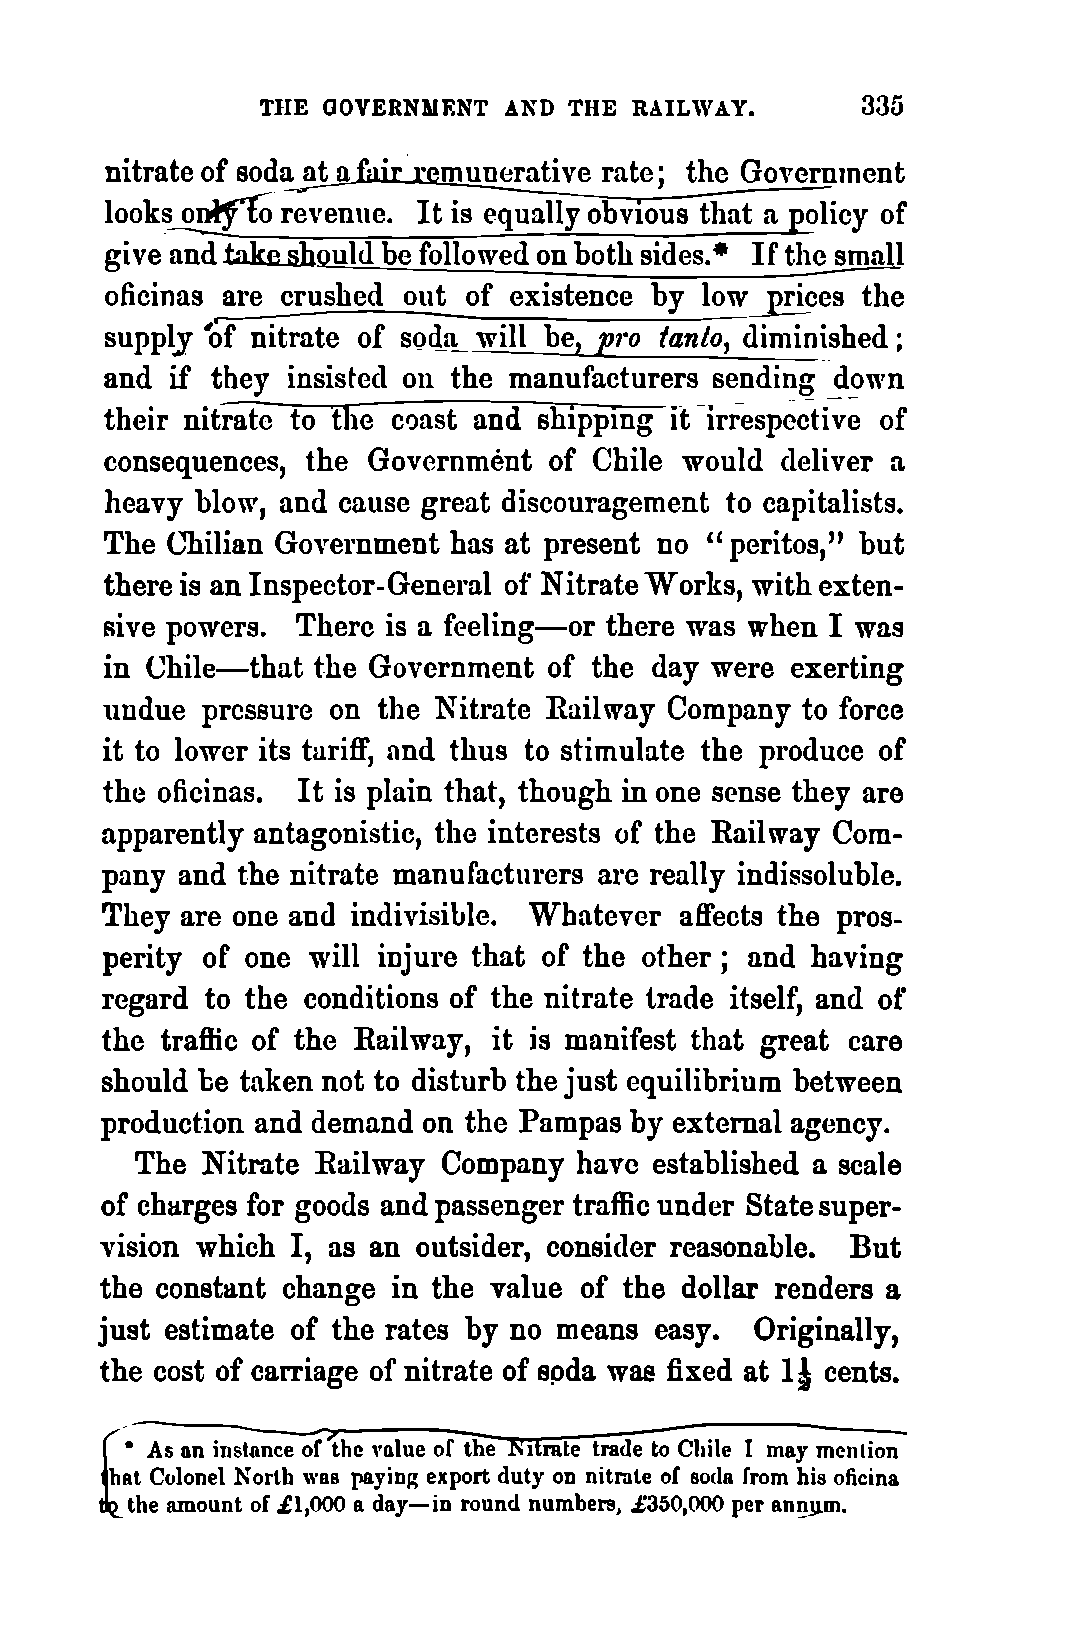 THE GOVERNMENT AND THE RAILWAY. 335
nitrate of soda at a fair remunerative rate; the Government
looks only to revenue. It is equally obvious that a policy of
give and take should be followed on both sides.* If the small
oficinas are crushed out of existence by low prices the
supply of nitrate of soda will be, pro tanto, diminished;
and if they insisted on the manufacturers sending down
their nitrate to the coast and shipping it irrespective of
consequences, the Government of Chile would deliver a
heavy blow, and cause great discouragement to capitalists.
The Chilian Government has at present no "peritos," but
there is an Inspector-General of Nitrate Works, with exten-
sive powers. There is a feeling—or there was when I was
in Chile—that the Government of the day were exerting
undue pressure on the Nitrate Railway Company to force
it to lower its tariff, and thus to stimulate the produce of
the oficinas. It is plain that, though in one sense they are
apparently antagonistic, the interests of the Railway Com-
pany and the nitrate manufacturers are really indissoluble.
They are one and indivisible. Whatever affects the pros-
perity of one will injure that of the other; and having
regard to the conditions of the nitrate trade itself, and of
the traffic of the Railway, it is manifest that great care
should be taken not to disturb the just equilibrium between
production and demand on the Pampas by external agency.
The Nitrate Railway Company have established a scale
of charges for goods and passenger traffic under State super-
vision which I, as an outsider, consider reasonable. But
the constant change in the value of the dollar renders a
just estimate of the rates by no means easy. Originally,
the cost of carriage of nitrate of soda was fixed at 1½ cents.
* As an instance of the value of the Nitrate trade to Chile I may mention
that Colonel North was paying export duty on nitrate of soda from his oficina
to the amount of £1,000 a day—in round numbers, £350,000 per annum.